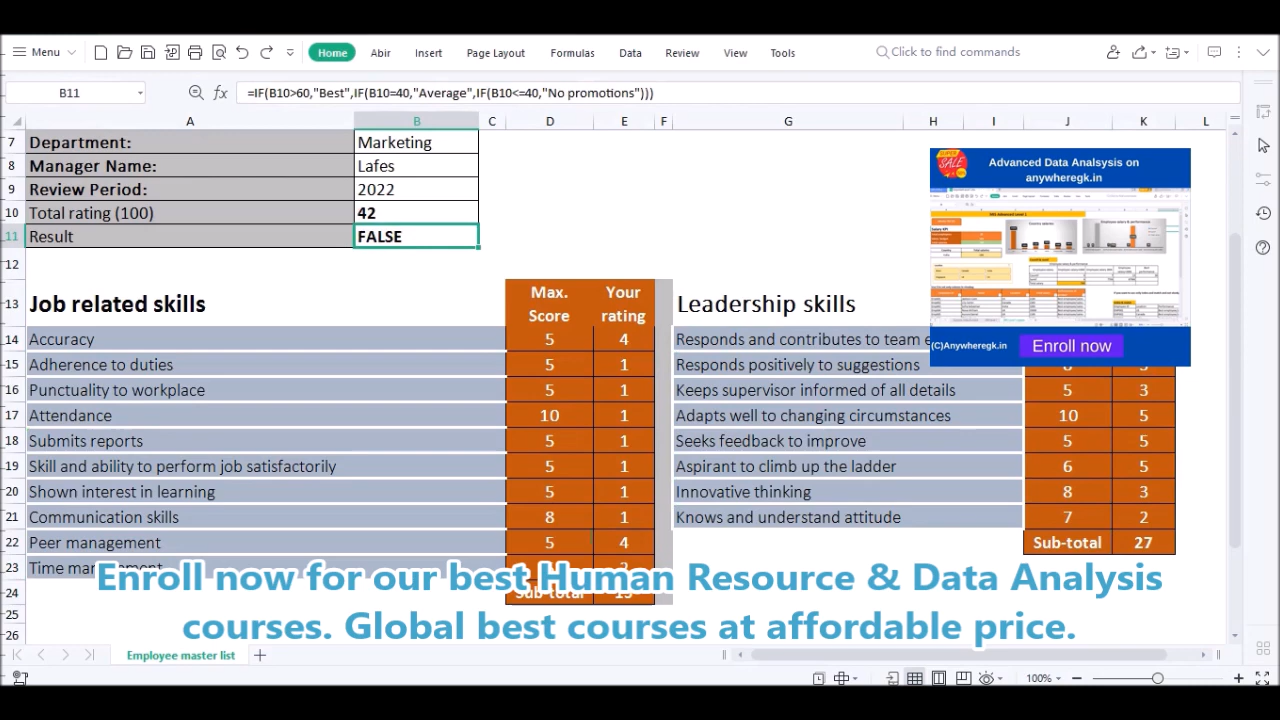 Menu Home Abir Insert Page Layout Formulas Data Review View Tools Click to find commands
B11 fx =IF(B10>60,"Best",IF(B10=40,"Average",IF(B10<=40,"No promotions")))
A B C D E F G H I J K L
7 Department: Marketing
8 Manager Name: Lafes
9 Review Period: 2022
10 Total rating (100) 42
11 Result FALSE
12
Advanced Data Analsysis on
anywheregk.in
(C)Anywheregk.in Enroll now
13 Job related skills Max. Score Your rating Leadership skills
14 Accuracy 5 4 Responds and contributes to team
15 Adherence to duties 5 1 Responds positively to suggestions
16 Punctuality to workplace 5 1 Keeps supervisor informed of all details 5 3
17 Attendance 10 1 Adapts well to changing circumstances 10 5
18 Submits reports 5 1 Seeks feedback to improve 5 5
19 Skill and ability to perform job satisfactorily 5 1 Aspirant to climb up the ladder 6 5
20 Shown interest in learning 5 1 Innovative thinking 8 3
21 Communication skills 8 1 Knows and understand attitude 7 2
22 Peer management 5 4 Sub-total 27
23 Time
24 Sub-total
25
26
Enroll now for our best Human Resource & Data Analysis
courses. Global best courses at affordable price.
Employee master list
100%